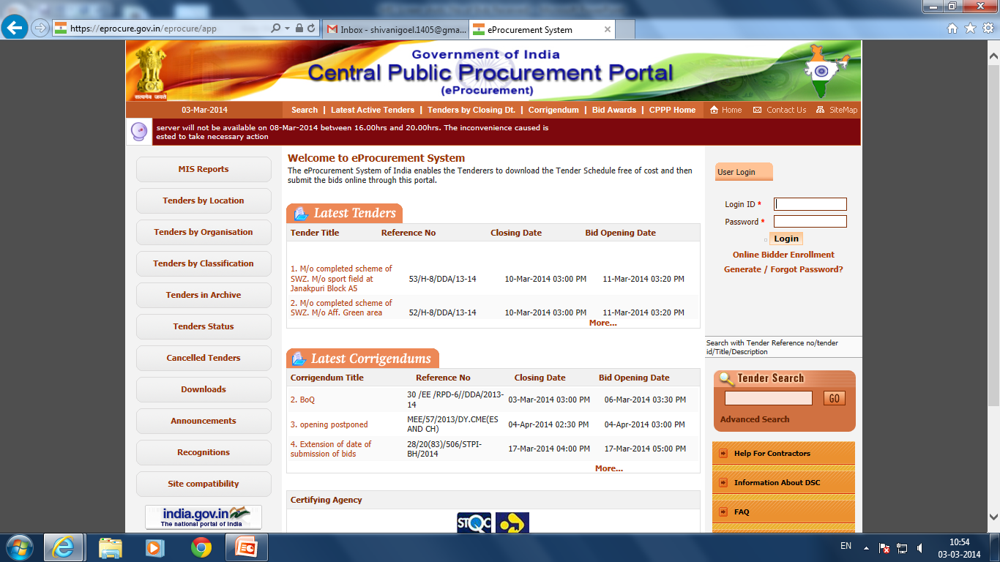 https://eprocure.gov.in/eprocure/app
Inbox - shivanigoel.1405@gma...
eProcurement System
Government of India
Central Public Procurement Portal
(eProcurement)
सत्यमेव जयते
03-Mar-2014
Search | Latest Active Tenders | Tenders by Closing Dt. | Corrigendum | Bid Awards | CPPP Home
Home Contact Us SiteMap
server will not be available on 08-Mar-2014 between 16.00hrs and 20.00hrs. The inconvenience caused is
ested to take necessary action
MIS Reports
Tenders by Location
Tenders by Organisation
Tenders by Classification
Tenders in Archive
Tenders Status
Cancelled Tenders
Downloads
Announcements
Recognitions
Site compatibility
india.gov.in
The national portal of india
Welcome to eProcurement System
The eProcurement System of India enables the Tenderers to download the Tender Schedule free of cost and then
submit the bids online through this portal.
Latest Tenders
Tender Title Reference No Closing Date Bid Opening Date
1. M/o completed scheme of
SWZ. M/o sport field at 53/H-8/DDA/13-14 10-Mar-2014 03:00 PM 11-Mar-2014 03:20 PM
Janakpuri Block A5
2. M/o completed scheme of
SWZ. M/o Aff. Green area 52/H-8/DDA/13-14 10-Mar-2014 03:00 PM 11-Mar-2014 03:20 PM
More...
Latest Corrigendums
Corrigendum Title Reference No Closing Date Bid Opening Date
2. BoQ 30 /EE /RPD-6//DDA/2013-
14 03-Mar-2014 03:00 PM 06-Mar-2014 03:30 PM
3. opening postponed MEE/57/2013/DY.CME(ES
AND CH) 04-Apr-2014 02:30 PM 04-Apr-2014 03:00 PM
4. Extension of date of 28/20(83)/506/STPI-
submission of bids BH/2014 17-Mar-2014 04:00 PM 17-Mar-2014 05:00 PM
More...
Certifying Agency
STQC
User Login
Login ID *
Password *
Login
Online Bidder Enrollment
Generate / Forgot Password?
Search with Tender Reference no/tender
id/Title/Description
Tender Search
GO
Advanced Search
Help For Contractors
Information About DSC
FAQ
EN
10:54
03-03-2014